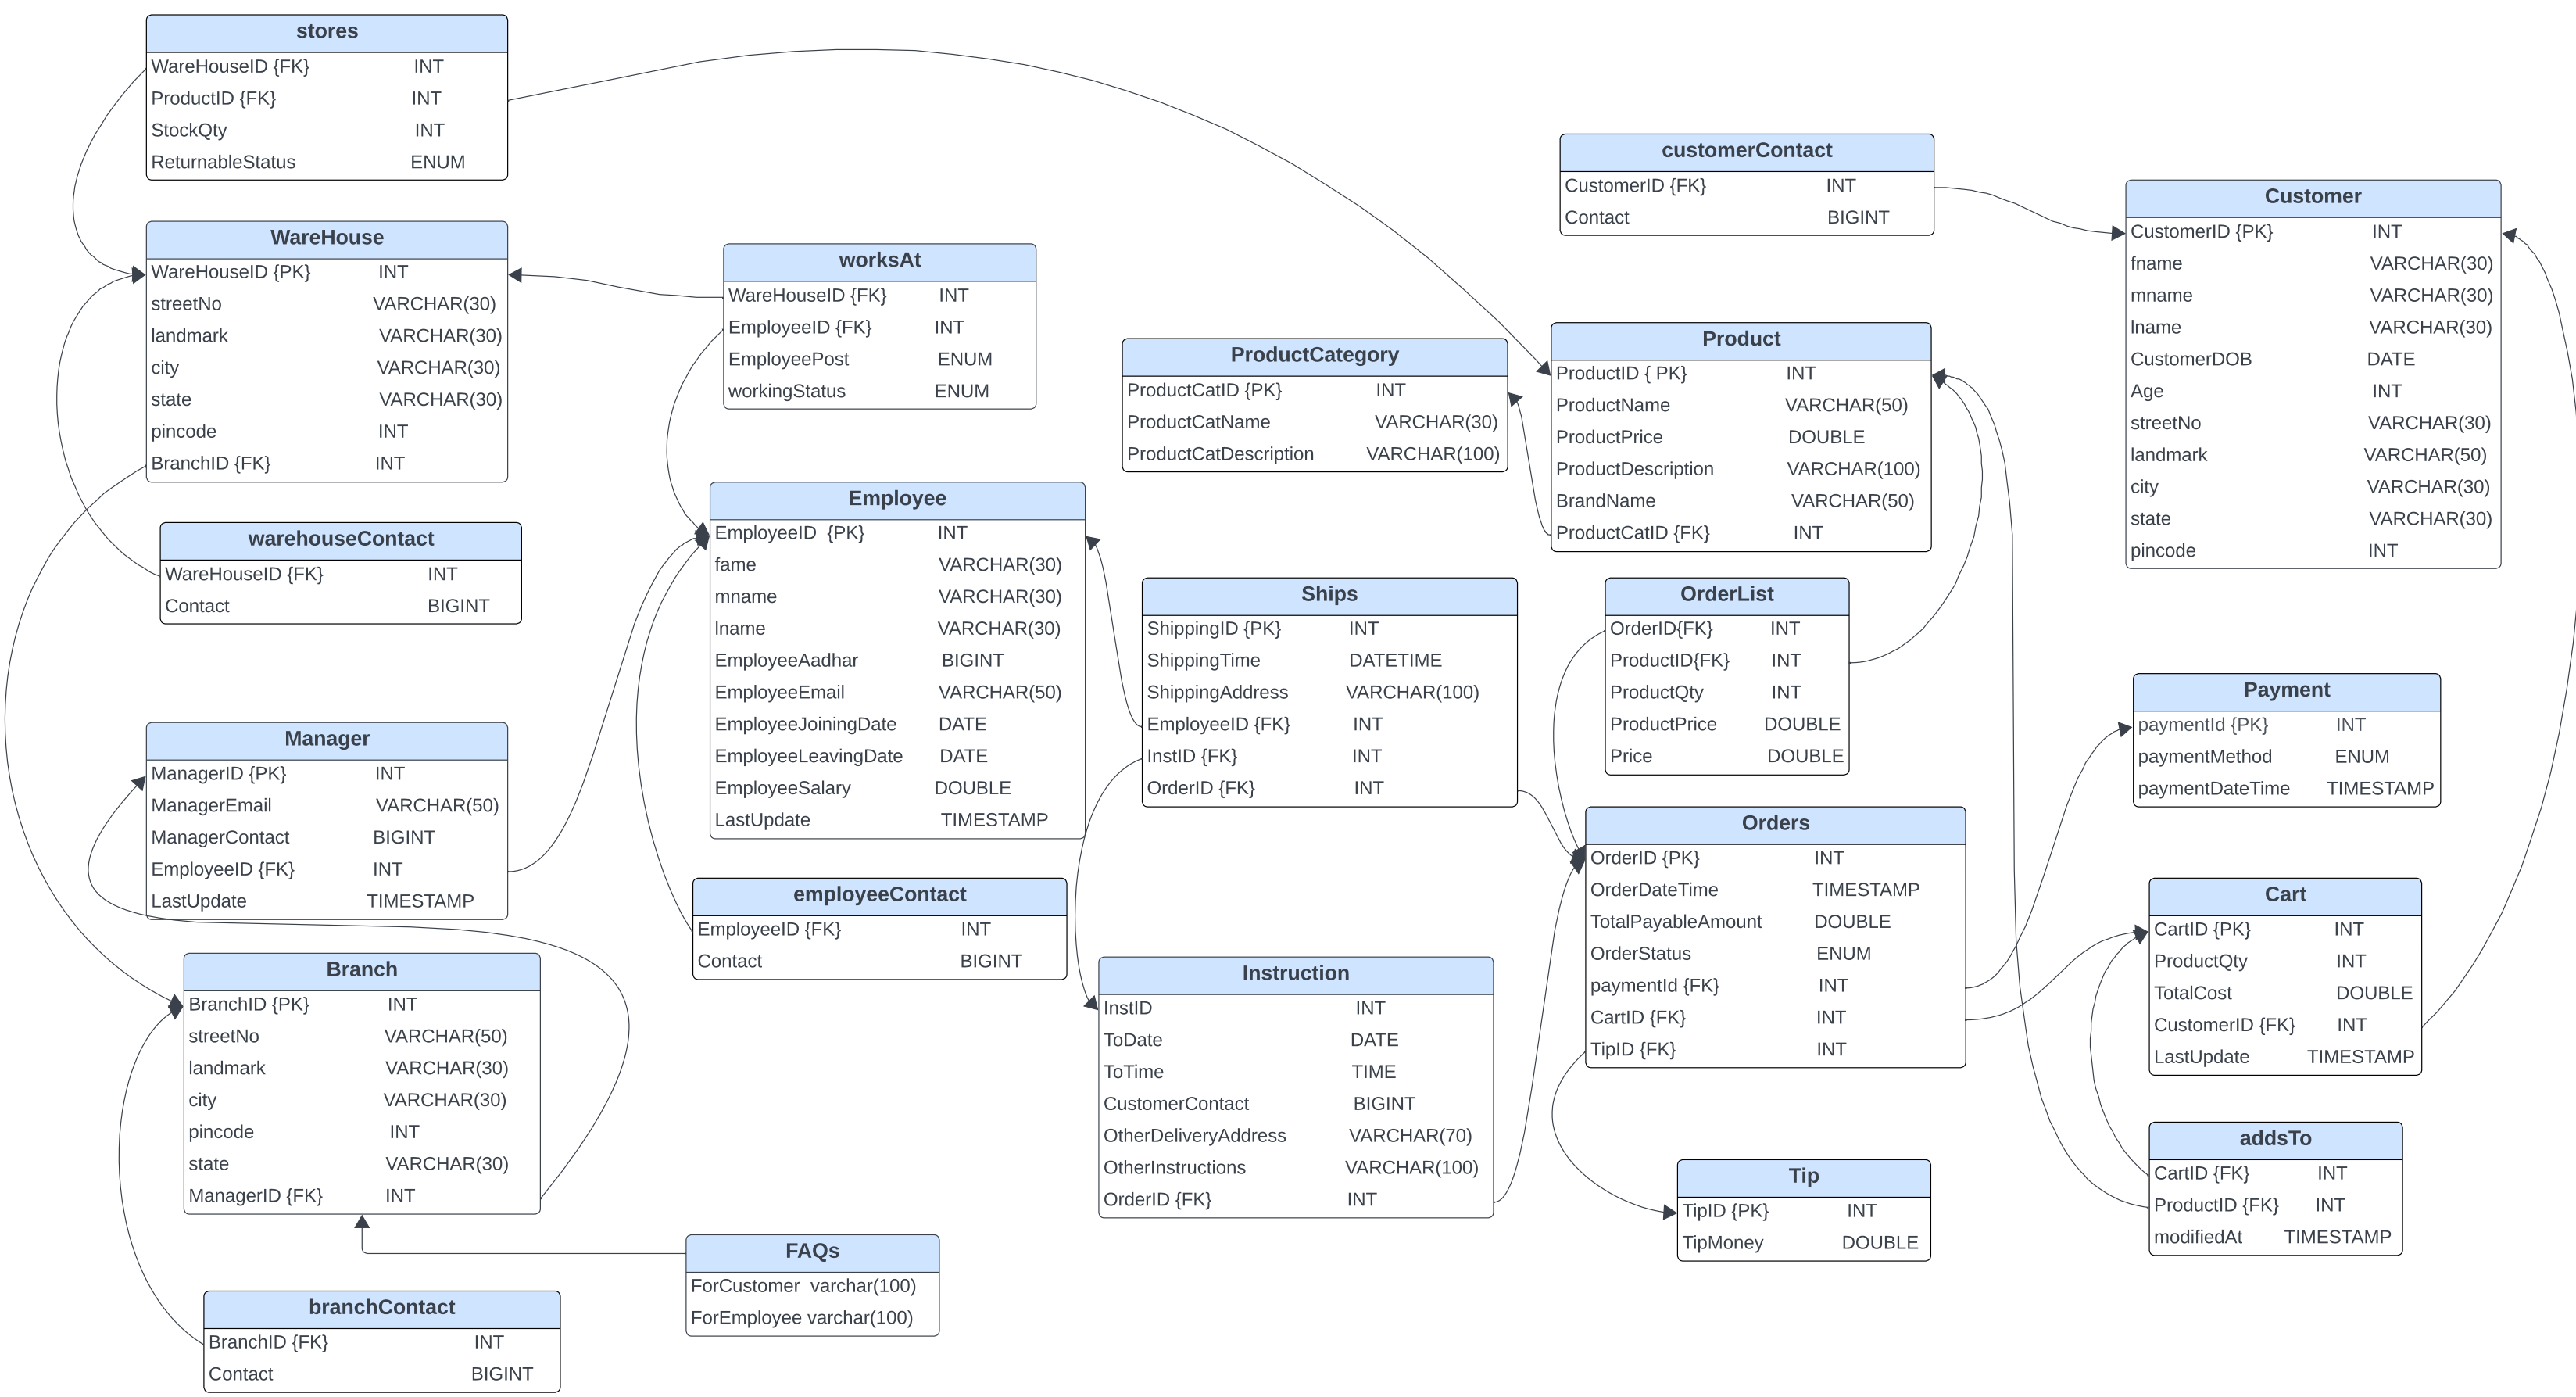 stores
WareHouseID {FK} INT
ProductID {FK} INT
StockQty INT
ReturnableStatus ENUM
WareHouse
WareHouseID {PK} INT
streetNo VARCHAR(30)
landmark VARCHAR(30)
city VARCHAR(30)
state VARCHAR(30)
pincode INT
BranchID {FK} INT
warehouseContact
WareHouseID {FK} INT
Contact BIGINT
Manager
ManagerID {PK} INT
ManagerEmail VARCHAR(50)
ManagerContact BIGINT
EmployeeID {FK} INT
LastUpdate TIMESTAMP
Branch
BranchID {PK} INT
streetNo VARCHAR(50)
landmark VARCHAR(30)
city VARCHAR(30)
pincode INT
state VARCHAR(30)
ManagerID {FK} INT
branchContact
BranchID {FK} INT
Contact BIGINT
worksAt
WareHouseID {FK} INT
EmployeeID {FK} INT
EmployeePost ENUM
workingStatus ENUM
Employee
EmployeeID {PK} INT
fame VARCHAR(30)
mname VARCHAR(30)
lname VARCHAR(30)
EmployeeAadhar BIGINT
EmployeeEmail VARCHAR(50)
EmployeeJoiningDate DATE
EmployeeLeavingDate DATE
EmployeeSalary DOUBLE
LastUpdate TIMESTAMP
employeeContact
EmployeeID {FK} INT
Contact BIGINT
FAQs
ForCustomer varchar(100)
ForEmployee varchar(100)
ProductCategory
ProductCatID {PK} INT
ProductCatName VARCHAR(30)
ProductCatDescription VARCHAR(100)
Ships
ShippingID {PK} INT
ShippingTime DATETIME
ShippingAddress VARCHAR(100)
EmployeeID {FK} INT
InstID {FK} INT
OrderID {FK} INT
Instruction
InstID INT
ToDate DATE
ToTime TIME
CustomerContact BIGINT
OtherDeliveryAddress VARCHAR(70)
OtherInstructions VARCHAR(100)
OrderID {FK} INT
customerContact
CustomerID {FK} INT
Contact BIGINT
Product
ProductID { PK} INT
ProductName VARCHAR(50)
ProductPrice DOUBLE
ProductDescription VARCHAR(100)
BrandName VARCHAR(50)
ProductCatID {FK} INT
OrderList
OrderID{FK} INT
ProductID{FK} INT
ProductQty INT
ProductPrice DOUBLE
Price DOUBLE
Orders
OrderID {PK} INT
OrderDateTime TIMESTAMP
TotalPayableAmount DOUBLE
OrderStatus ENUM
paymentId {FK} INT
CartID {FK} INT
TipID {FK} INT
Tip
TipID {PK} INT
TipMoney DOUBLE
Customer
CustomerID {PK} INT
fname VARCHAR(30)
mname VARCHAR(30)
lname VARCHAR(30)
CustomerDOB DATE
Age INT
streetNo VARCHAR(30)
landmark VARCHAR(50)
city VARCHAR(30)
state VARCHAR(30)
pincode INT
Payment
paymentId {PK} INT
paymentMethod ENUM
paymentDateTime TIMESTAMP
Cart
CartID {PK} INT
ProductQty INT
TotalCost DOUBLE
CustomerID {FK} INT
LastUpdate TIMESTAMP
addsTo
CartID {FK} INT
ProductID {FK} INT
modifiedAt TIMESTAMP